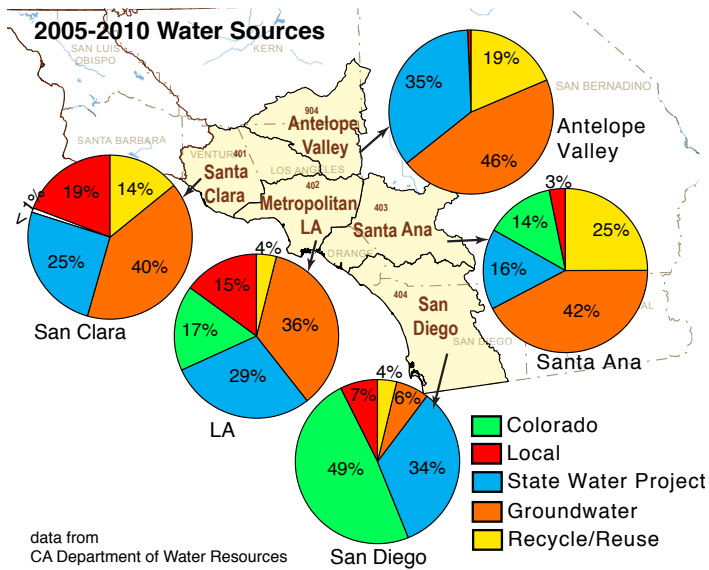 2005-2010 Water Sources
SAN LUIS
OBISPO
KERN
SANTA BARBARA
VENTUR
LOS ANGELES
SAN BERNADINO
ORANGE
SAN DIEGO
AL
904
Antelope
Valley
401
Santa
Clara
402
Metropolitan
LA
403
Santa Ana
404
San
Diego
35%
19%
46%
Antelope
Valley
19%
14%
< 1%
25%
40%
San Clara
3%
14%
25%
16%
42%
Santa Ana
4%
15%
36%
17%
29%
LA
4%
7%
6%
49%
34%
San Diego
Colorado
Local
State Water Project
Groundwater
Recycle/Reuse
data from
CA Department of Water Resources